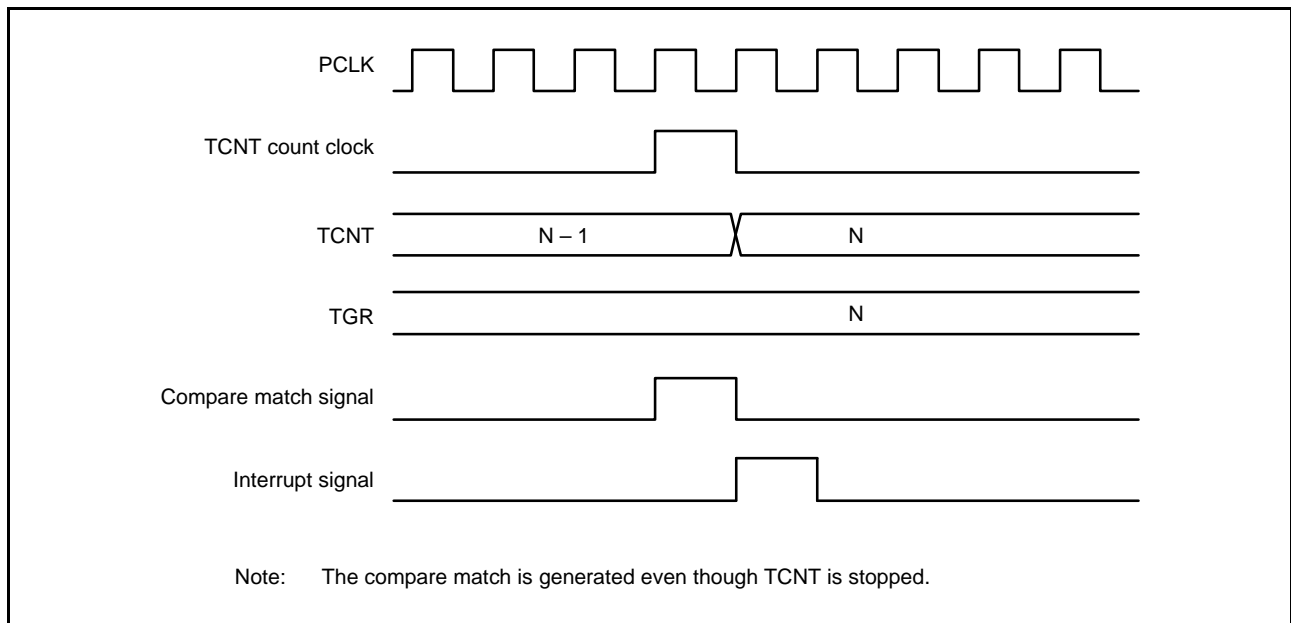 PCLK
TCNT count clock
TCNT
N – 1
N
TGR
N
Compare match signal
Interrupt signal
Note: The compare match is generated even though TCNT is stopped.